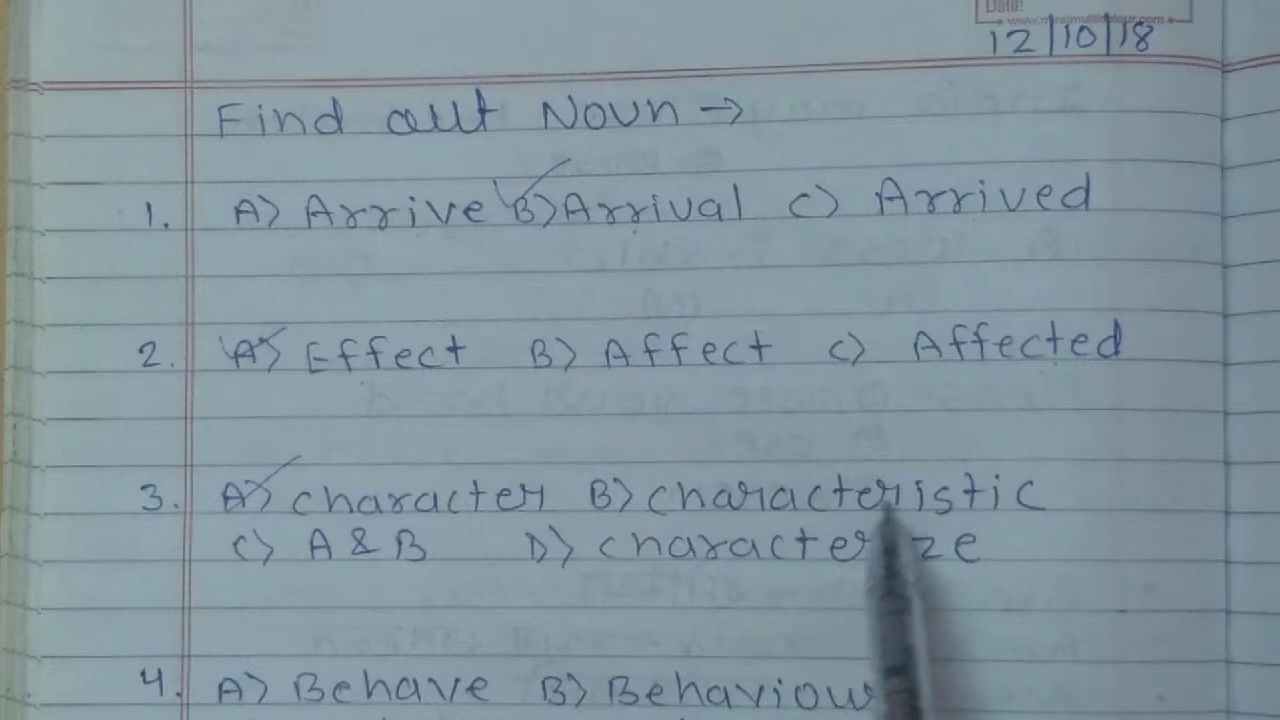 Date:
12/10/18
Find out Noun →
1. A) Arrive B) Arrival C) Arrived
2. A) Effect B) Affect C) Affected
3. A) character B) characteristic
C) A & B D) characterize
4. A) Behave B) Behaviour